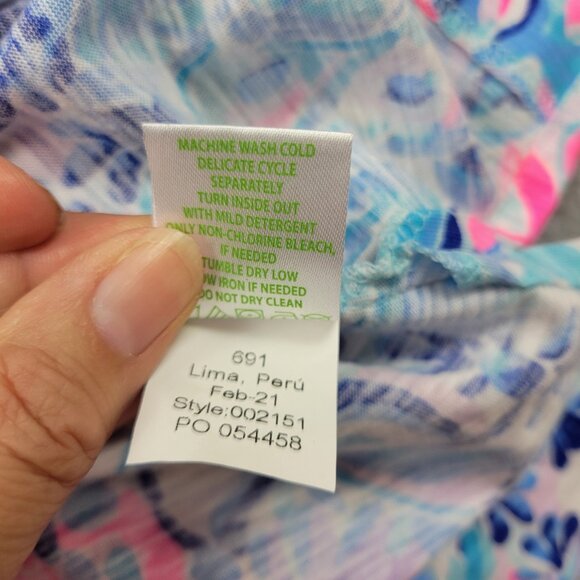 MACHINE WASH COLD
DELICATE CYCLE
SEPARATELY
TURN INSIDE OUT
WITH MILD DETERGENT
ONLY NON-CHLORINE BLEACH,
IF NEEDED
TUMBLE DRY LOW
IRON IF NEEDED
DO NOT DRY CLEAN
691
Lima, Perú
Feb-21
Style:002151
PO 054458